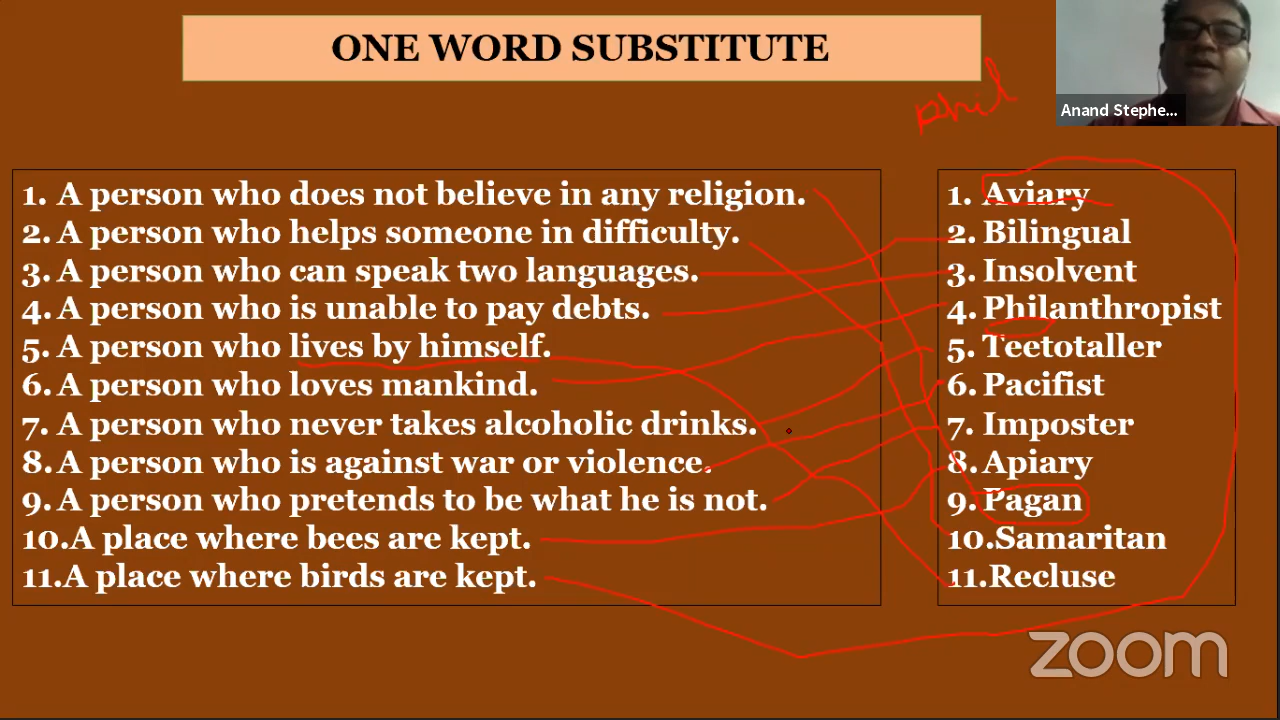 ONE WORD SUBSTITUTE
phil
Anand Stephe...
1. A person who does not believe in any religion.
2. A person who helps someone in difficulty.
3. A person who can speak two languages.
4. A person who is unable to pay debts.
5. A person who lives by himself.
6. A person who loves mankind.
7. A person who never takes alcoholic drinks.
8. A person who is against war or violence.
9. A person who pretends to be what he is not.
10.A place where bees are kept.
11.A place where birds are kept.
1. Aviary
2. Bilingual
3. Insolvent
4. Philanthropist
5. Teetotaller
6. Pacifist
7. Imposter
8. Apiary
9. Pagan
10.Samaritan
11.Recluse
zoom